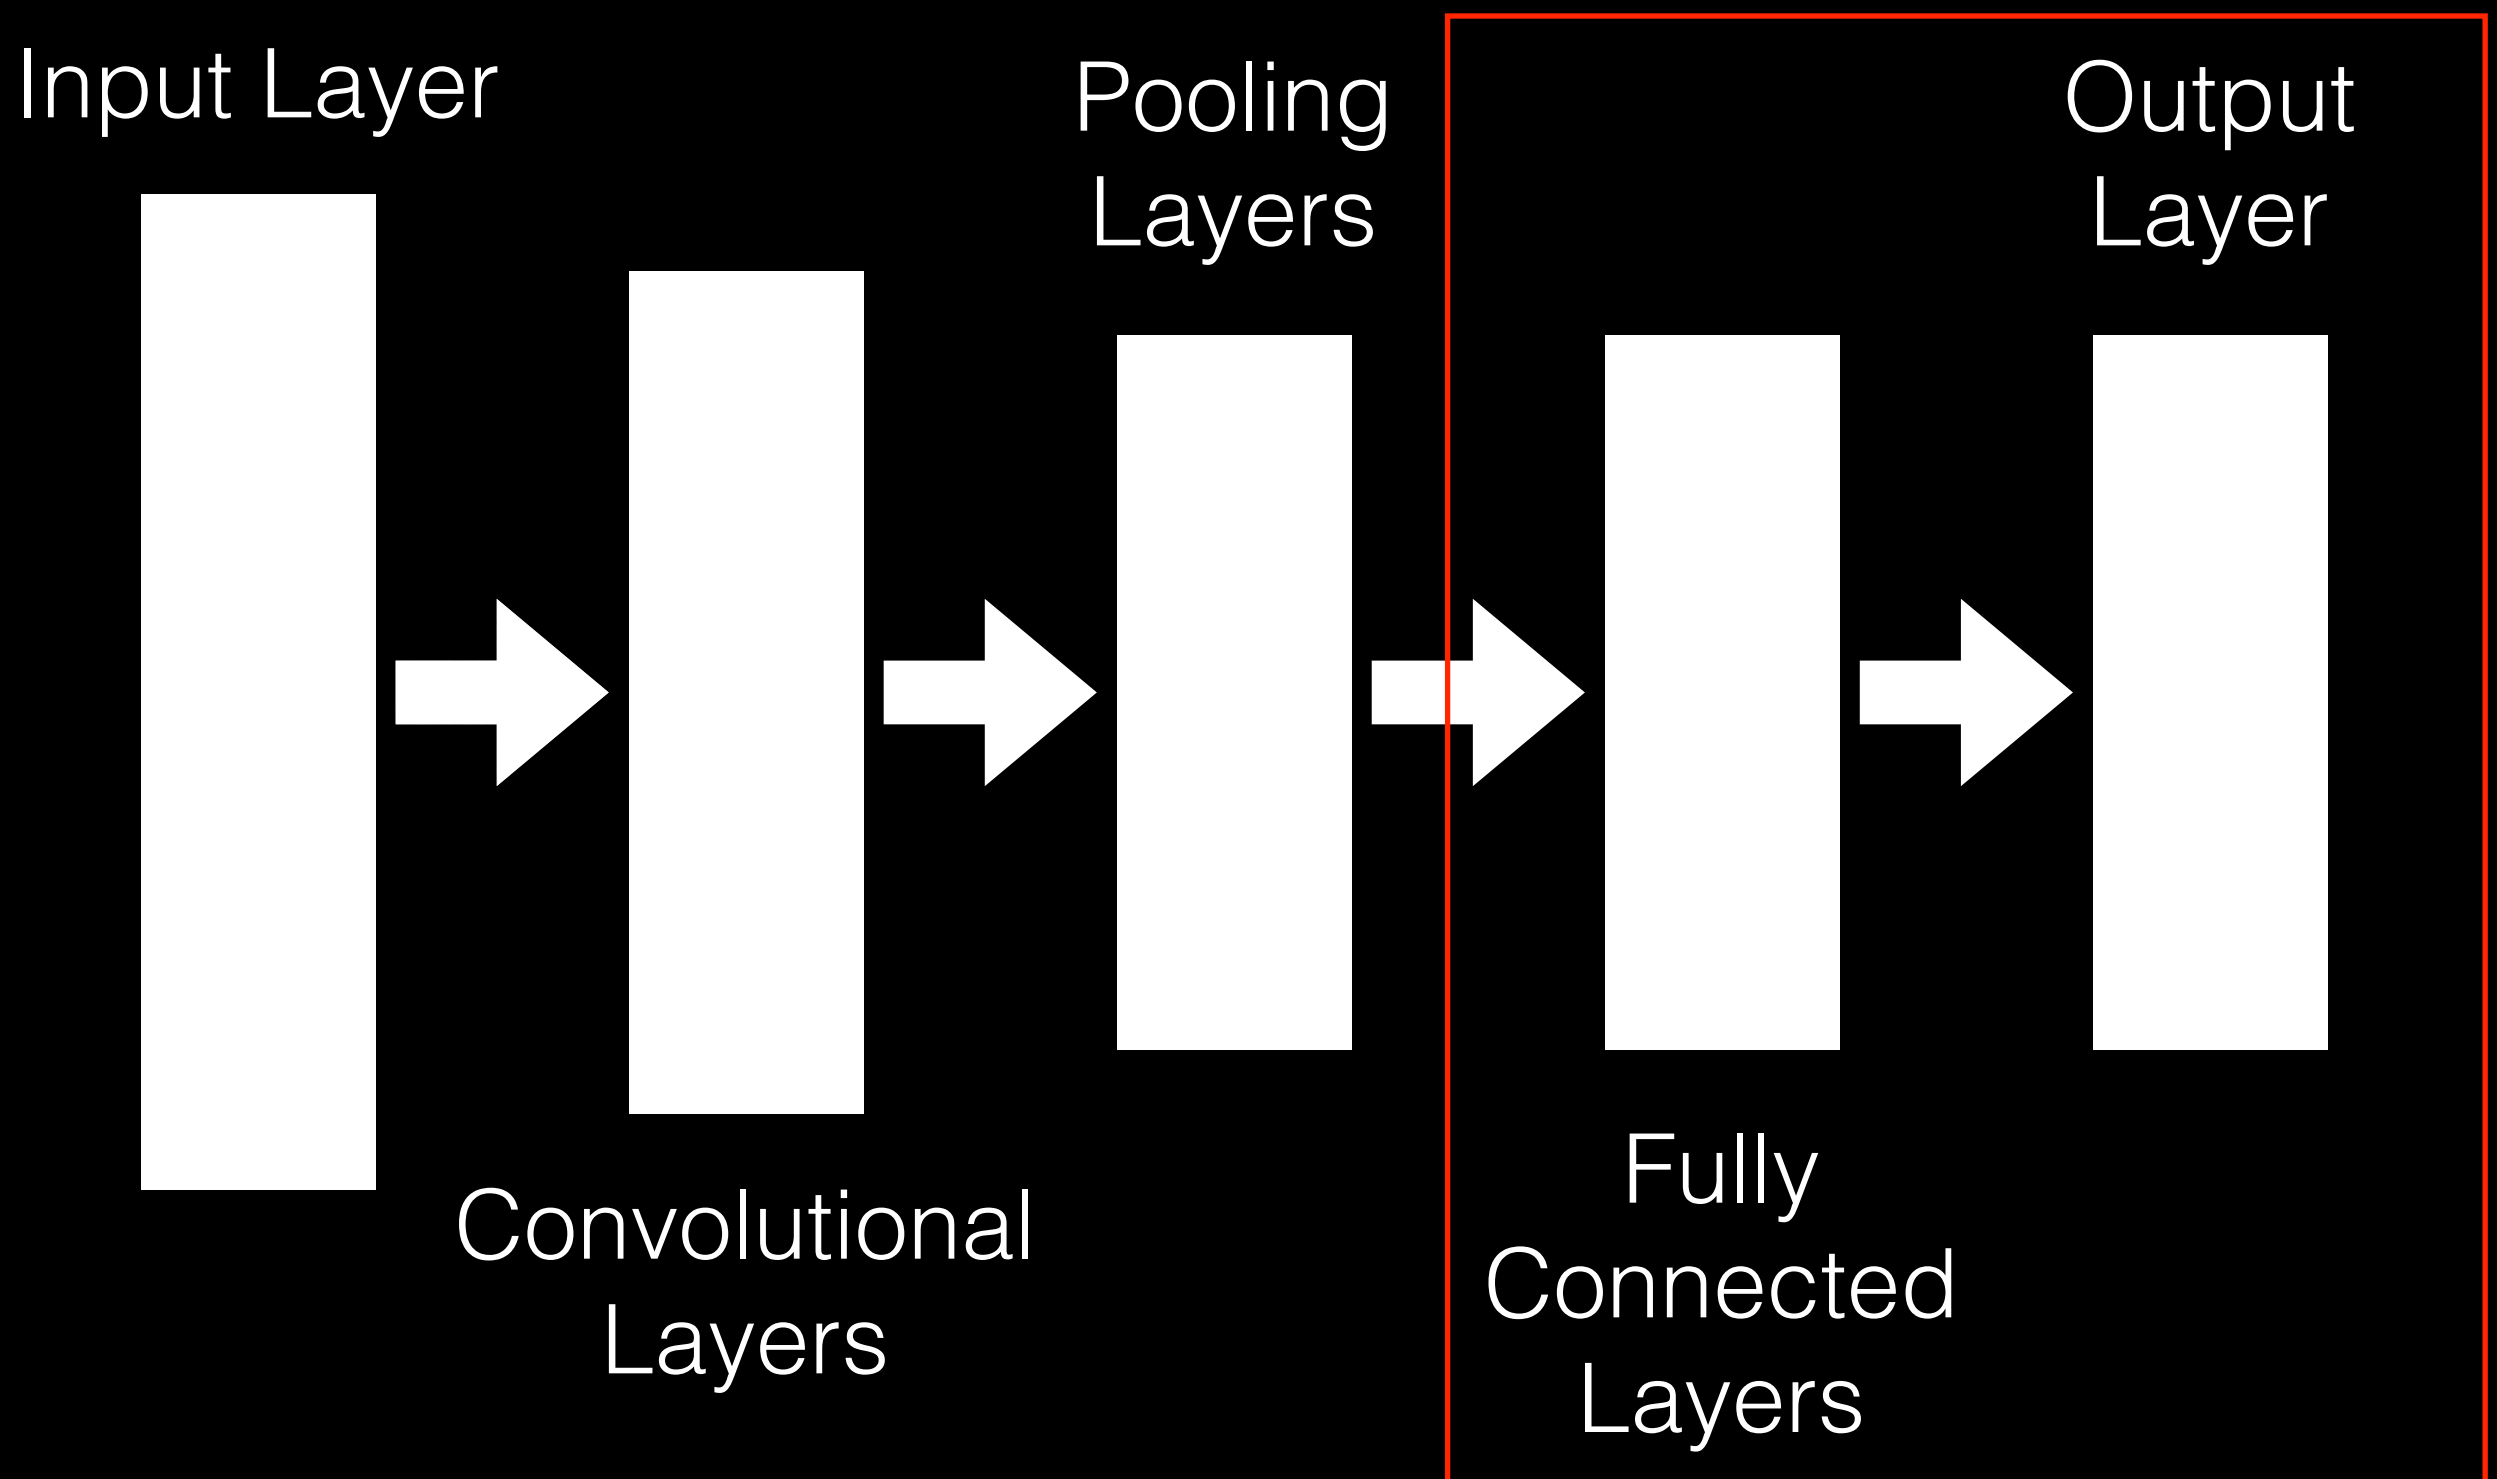 Input Layer
Convolutional
Layers
Pooling
Layers
Fully
Connected
Layers
Output
Layer